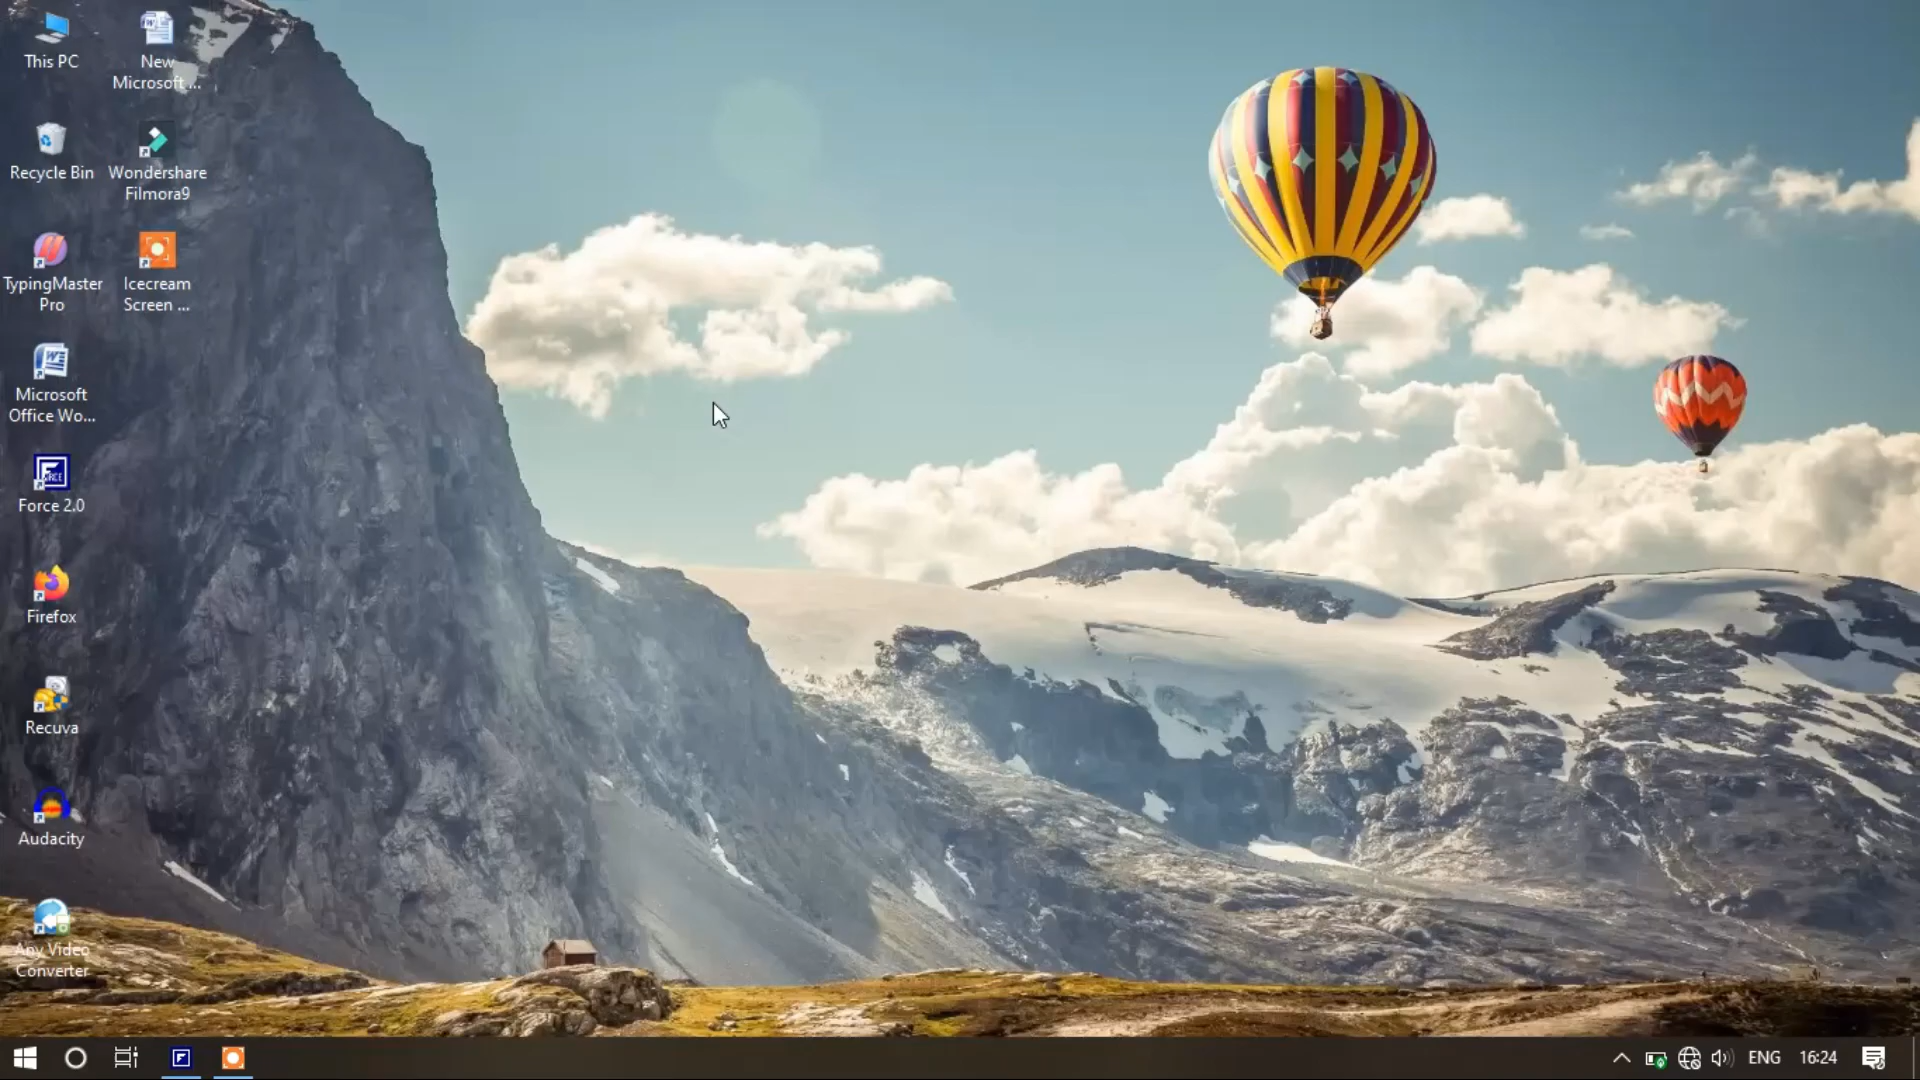 This PC
New
Microsoft ...
Recycle Bin
Wondershare
Filmora9
TypingMaster
Pro
Icecream
Screen ...
Microsoft
Office Wo...
FORCE
Force 2.0
Firefox
Recuva
Audacity
Any Video
Converter
ENG
16:24